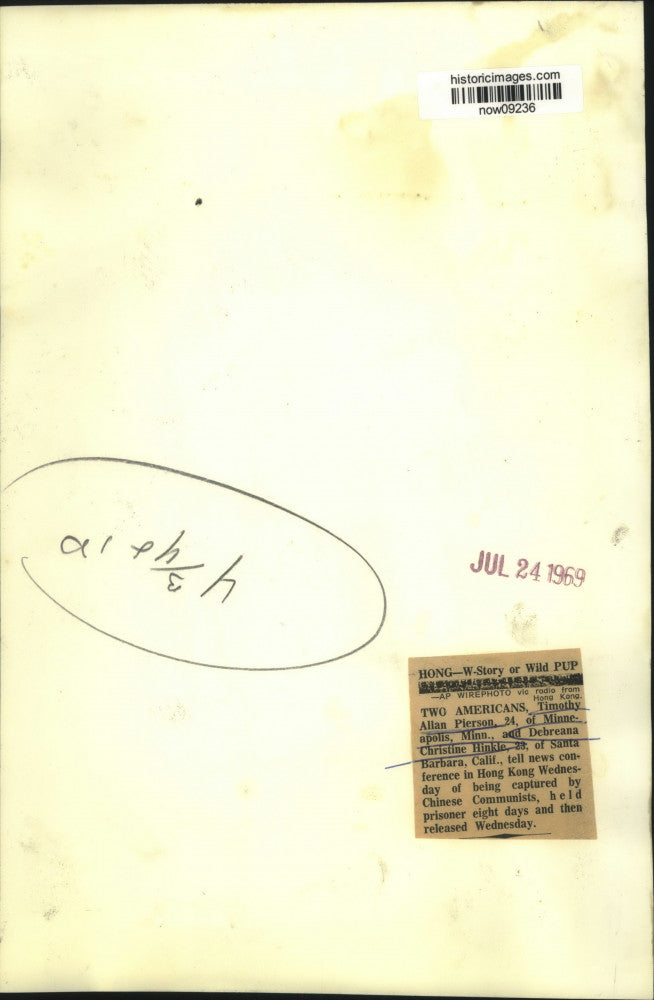 historicimages.com
now09236
JUL 24 1969
HONG—W-Story or Wild PUP
—AP WIREPHOTO via radio from
Hong Kong.
TWO AMERICANS, Timothy
Allan Pierson, 24, of Minne-
apolis, Minn., and Debreana
Christine Hinkle, 23, of Santa
Barbara, Calif., tell news con-
ference in Hong Kong Wednes-
day of being captured by
Chinese Communists, held
prisoner eight days and then
released Wednesday.